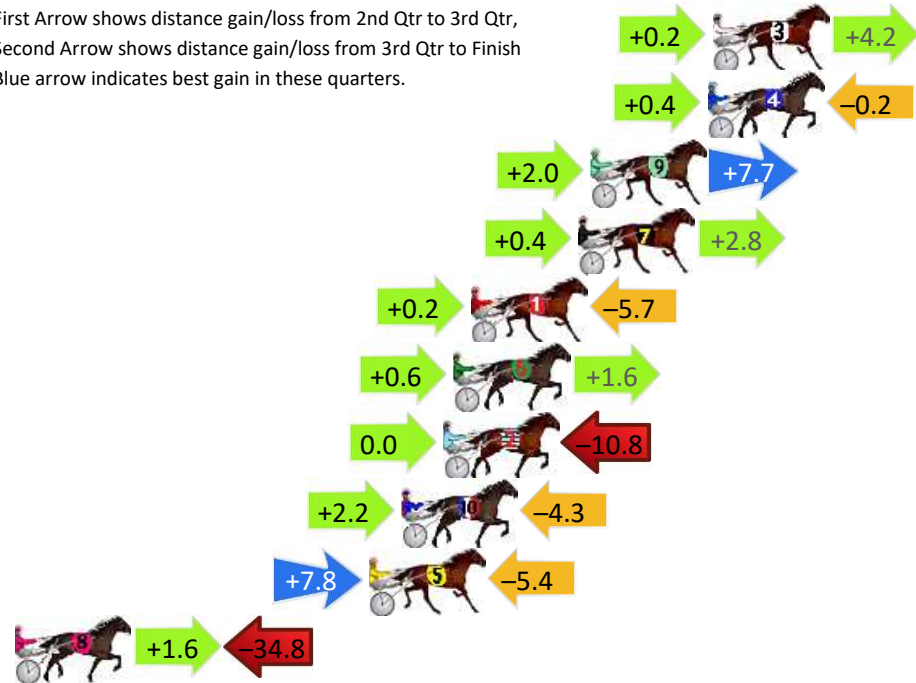 First Arrow shows distance gain/loss from 2nd Qtr to 3rd Qtr,
Second Arrow shows distance gain/loss from 3rd Qtr to Finish
Blue arrow indicates best gain in these quarters.
+0.2 3 +4.2
+0.4 4 –0.2
+2.0 9 +7.7
+0.4 7 +2.8
+0.2 1 –5.7
+0.6 6 +1.6
0.0 2 –10.8
+2.2 10 –4.3
+7.8 5 –5.4
8 +1.6 –34.8